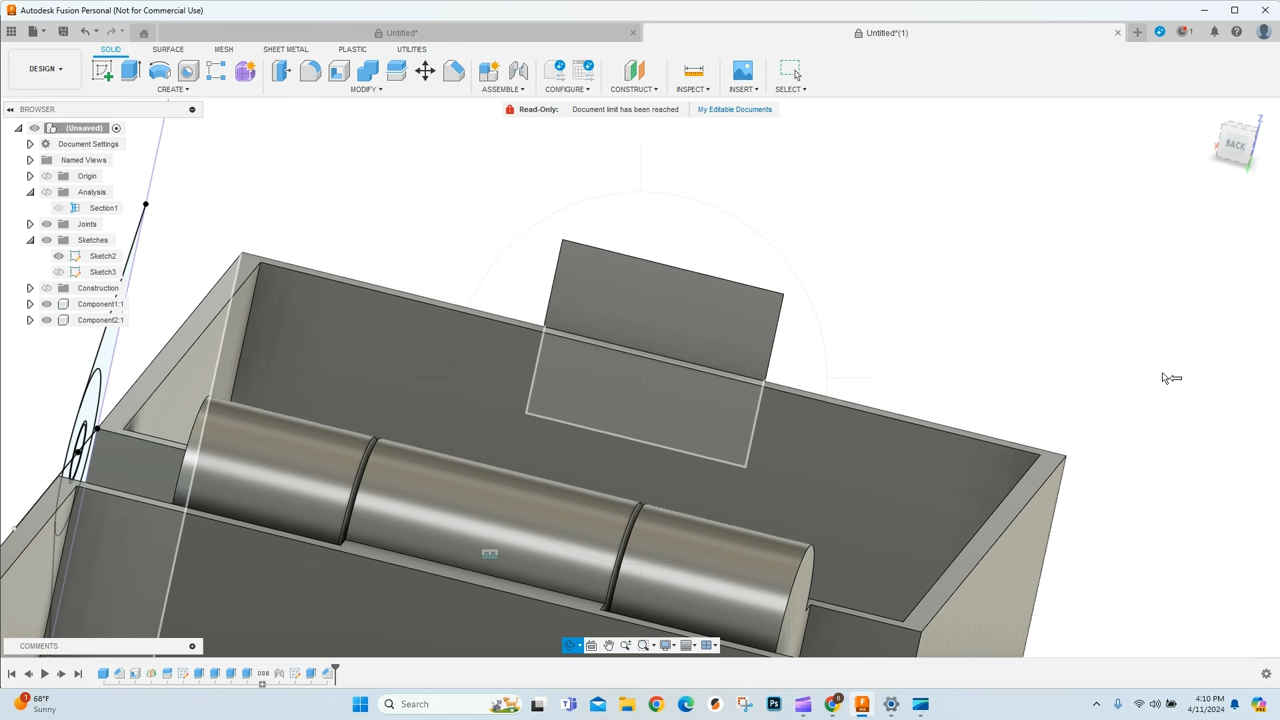 Autodesk Fusion Personal (Not for Commercial Use)
Untitled*
Untitled*(1)
1
DESIGN
SOLID SURFACE MESH SHEET METAL PLASTIC UTILITIES
CREATE MODIFY ASSEMBLE CONFIGURE CONSTRUCT INSPECT INSERT SELECT
BROWSER
Read-Only: Document limit has been reached My Editable Documents
(Unsaved)
Document Settings
Named Views
Origin
Analysis
Section1
Joints
Sketches
Sketch2
Sketch3
Construction
Component1:1
Component2:1
Z
X
BACK
COMMENTS
1
68°F
Sunny
Search
4:10 PM
4/11/2024